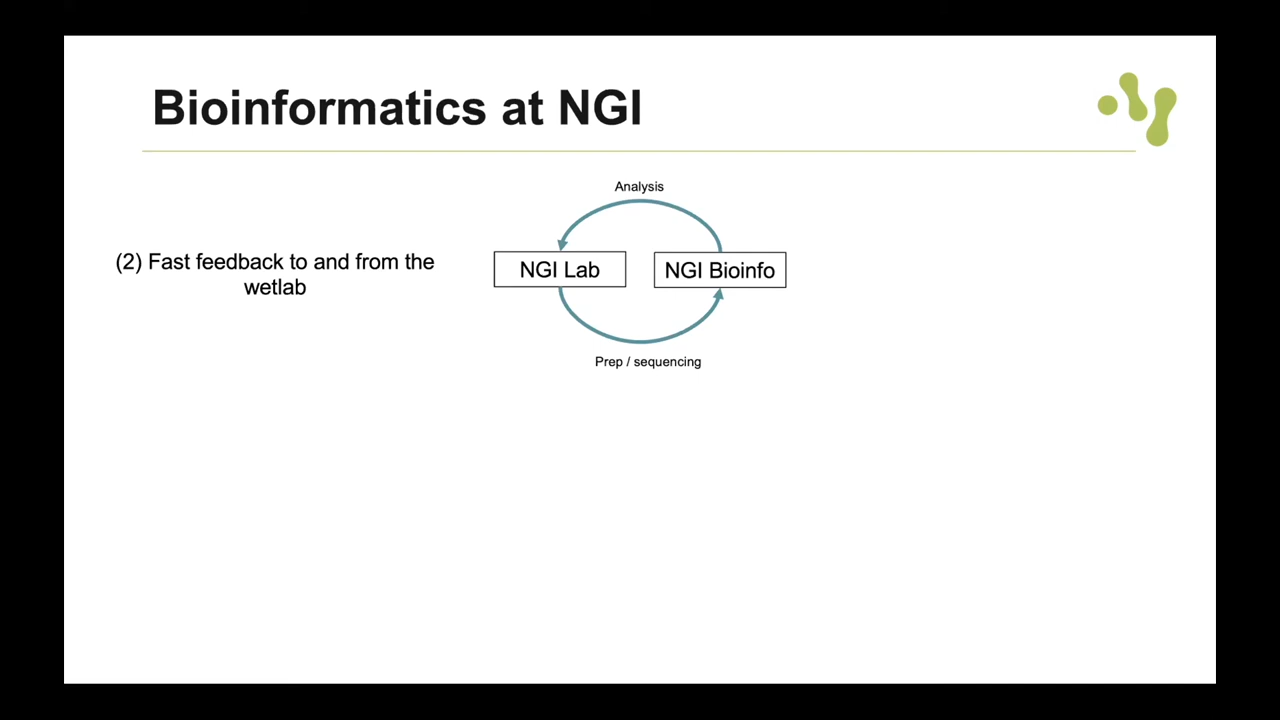 Bioinformatics at NGI
Analysis
(2) Fast feedback to and from the
wetlab
NGI Lab
NGI Bioinfo
Prep / sequencing